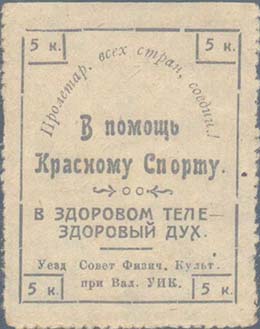 5 к. 5 к.
Пролетар. всех стран, соедин.!
В помощь
Красному Спорту.
В ЗДОРОВОМ ТЕЛЕ—
ЗДОРОВЫЙ ДУХ.
Уезд Совет Физич. Культ.
5 к. при Вал. УИК. 5 к.